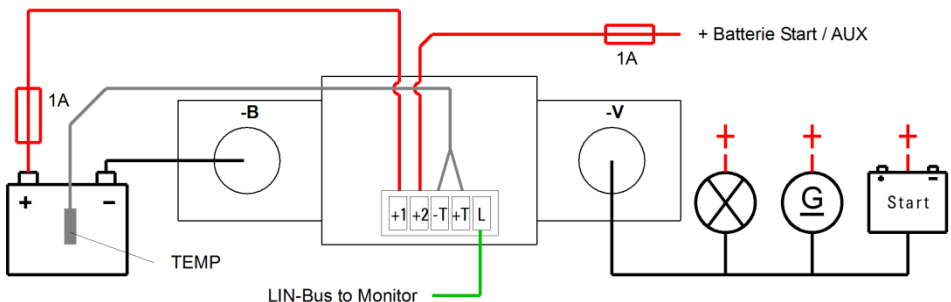 + Batterie Start / AUX
1A
1A
-B
-V
+ + +
+ -
+1 +2 -T +T L
G
+ -
Start
TEMP
LIN-Bus to Monitor